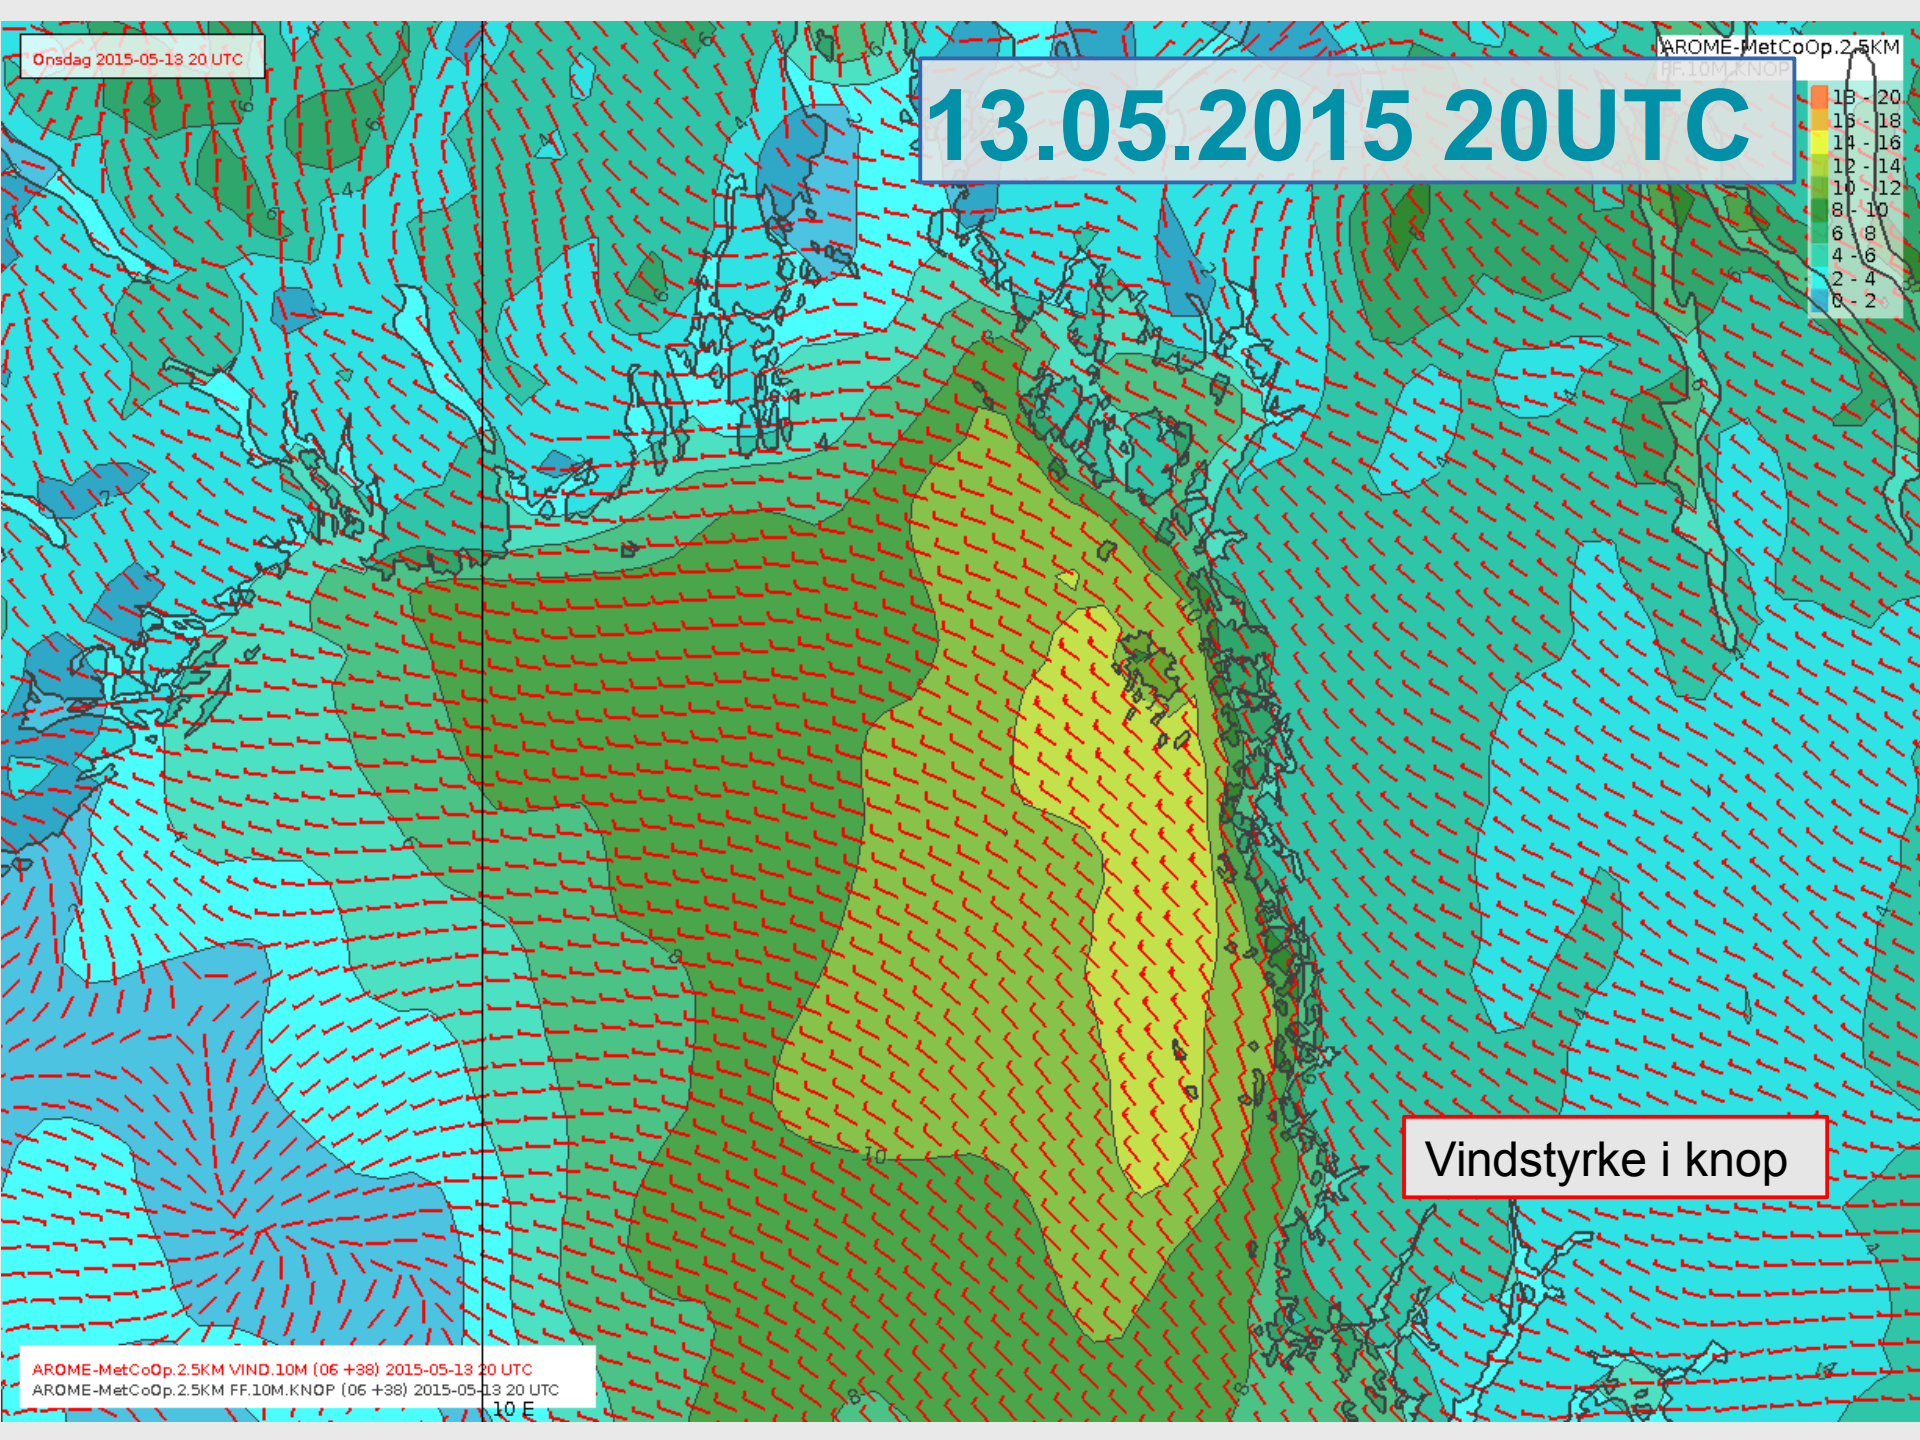 Onsdag 2015-05-13 20 UTC
AROME-MetCoOp.2.5KM
FF.10M.KNOP
13.05.2015 20UTC
18 - 20
16 - 18
14 - 16
12 - 14
10 - 12
8 - 10
6 - 8
4 - 6
2 - 4
0 - 2
Vindstyrke i knop
AROME-MetCoOp.2.5KM VIND.10M (06 +38) 2015-05-13 20 UTC
AROME-MetCoOp.2.5KM FF.10M.KNOP (06 +38) 2015-05-13 20 UTC
10 E